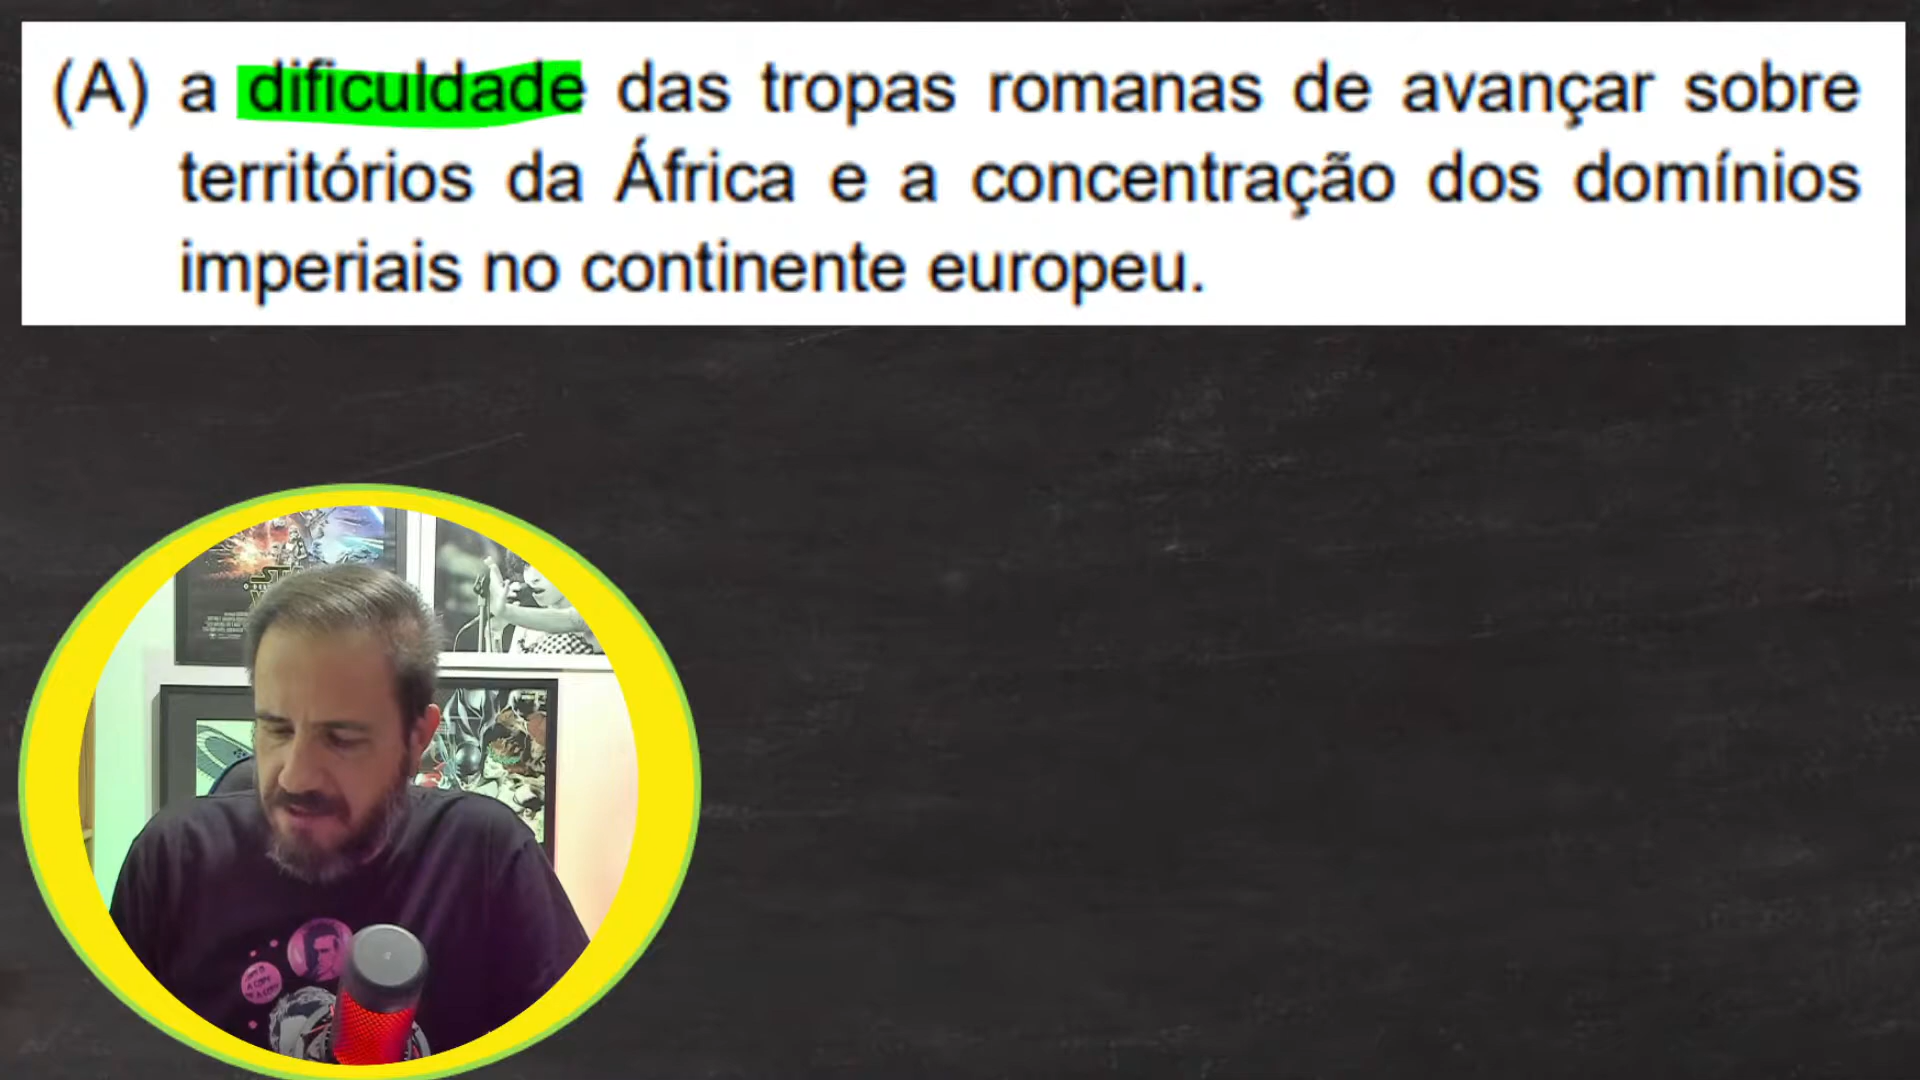 (A) a dificuldade das tropas romanas de avançar sobre
territórios da África e a concentração dos domínios
imperiais no continente europeu.